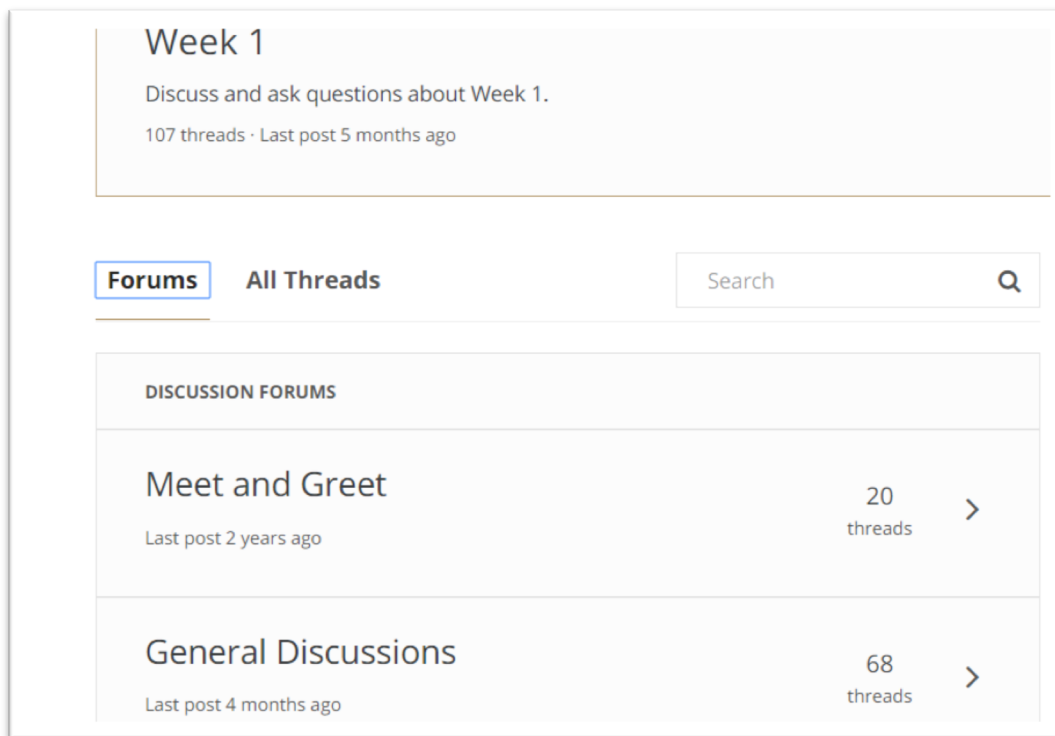 Week 1
Discuss and ask questions about Week 1.
107 threads · Last post 5 months ago
Forums All Threads Search
DISCUSSION FORUMS
Meet and Greet
20
Last post 2 years ago
threads
General Discussions
68
Last post 4 months ago
threads